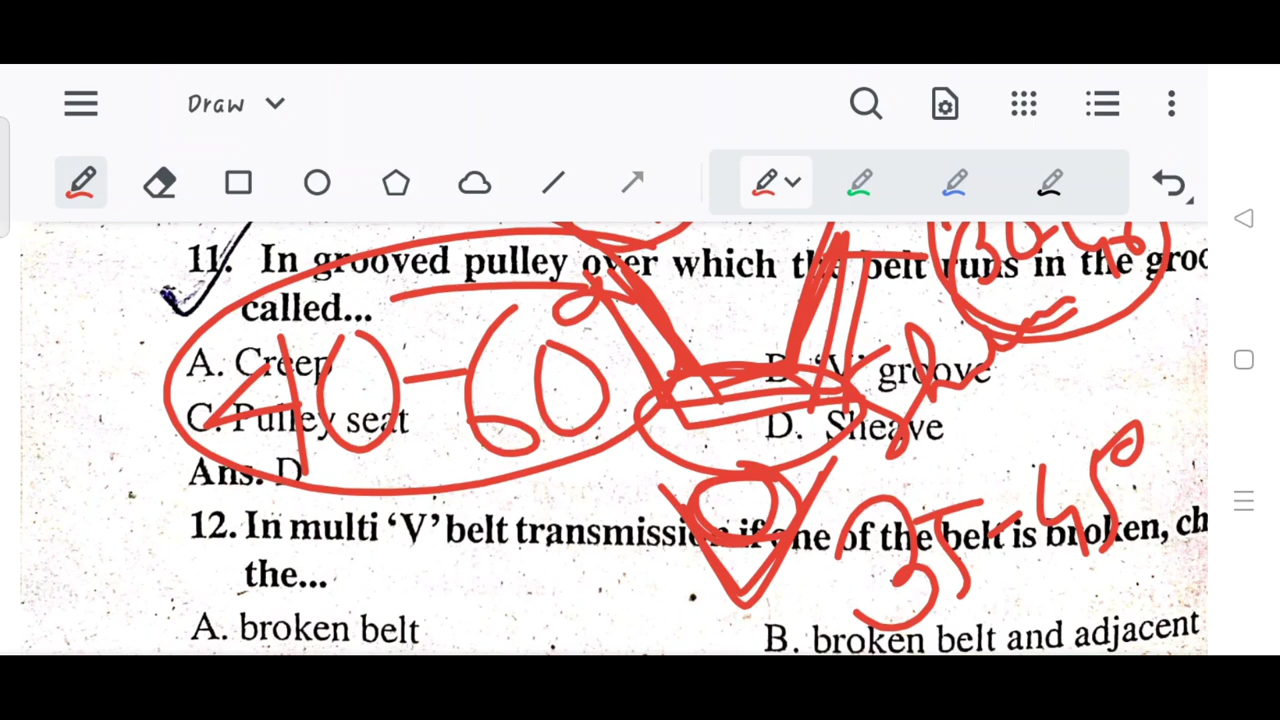 Draw
11. In grooved pulley over which the belt runs in the groo
called...
A. Creep
B. 'V' groove
C. Pulley seat
D. Sheave
Ans. D
40-60°
35-45°
12. In multi 'V' belt transmission if one of the belt is broken, ch
the...
A. broken belt
B. broken belt and adjacent